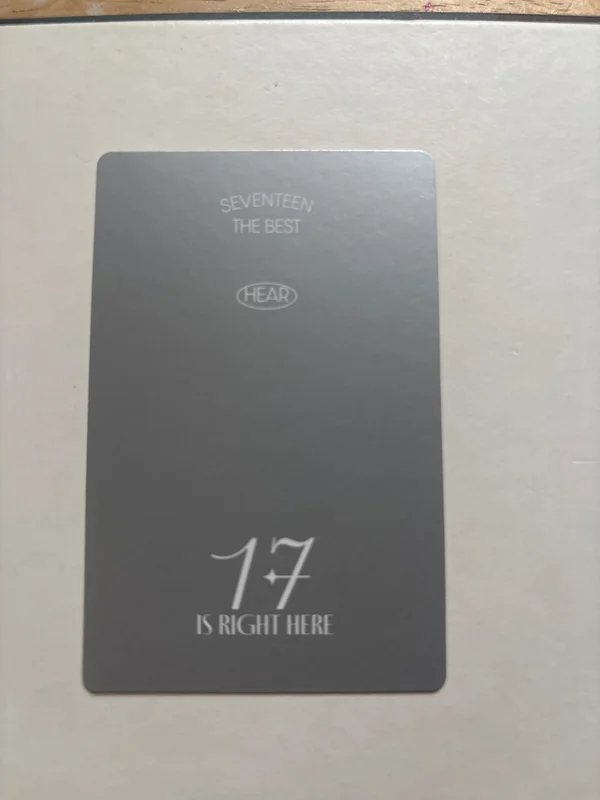 SEVENTEEN
THE BEST
HEAR
17
IS RIGHT HERE